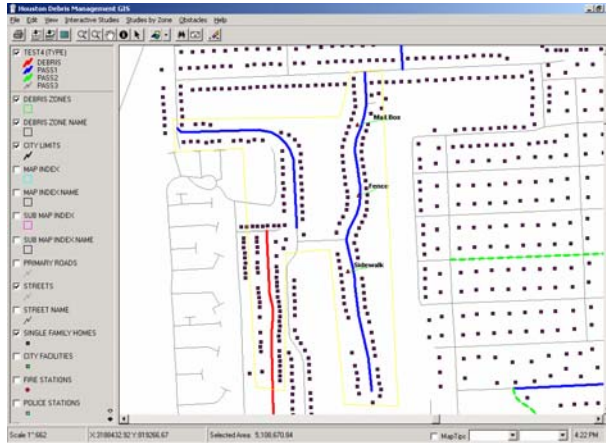 Houston Debris Management GIS
File Edit View Interactive Studies Studies by Zone Obstacles Help
TEST4 (TYPE)
DEBRIS
PASS1
PASS2
PASS3
DEBRIS ZONES
DEBRIS ZONE NAME
CITY LIMITS
MAP INDEX
MAP INDEX NAME
SUB MAP INDEX
SUB MAP INDEX NAME
PRIMARY ROADS
STREETS
STREET NAME
SINGLE FAMILY HOMES
CITY FACILITIES
FIRE STATIONS
POLICE STATIONS
Mail Box
Fence
Sidewalk
Scale 1":662 X:3188432.92 Y:819266.67 Selected Area: 5,108,670.84 MapTips 4:22 PM